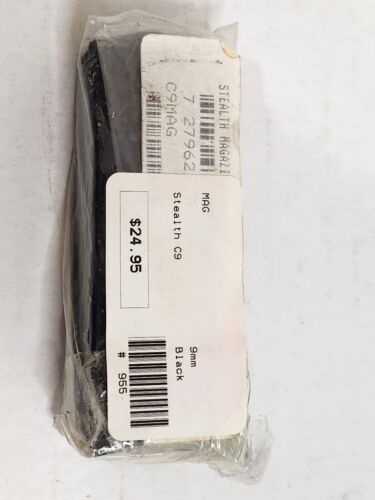 STEALTH MAGAZI
7 27962
C9MAG
MAG
Stealth C9
$24.95
9mm
Black
# 955